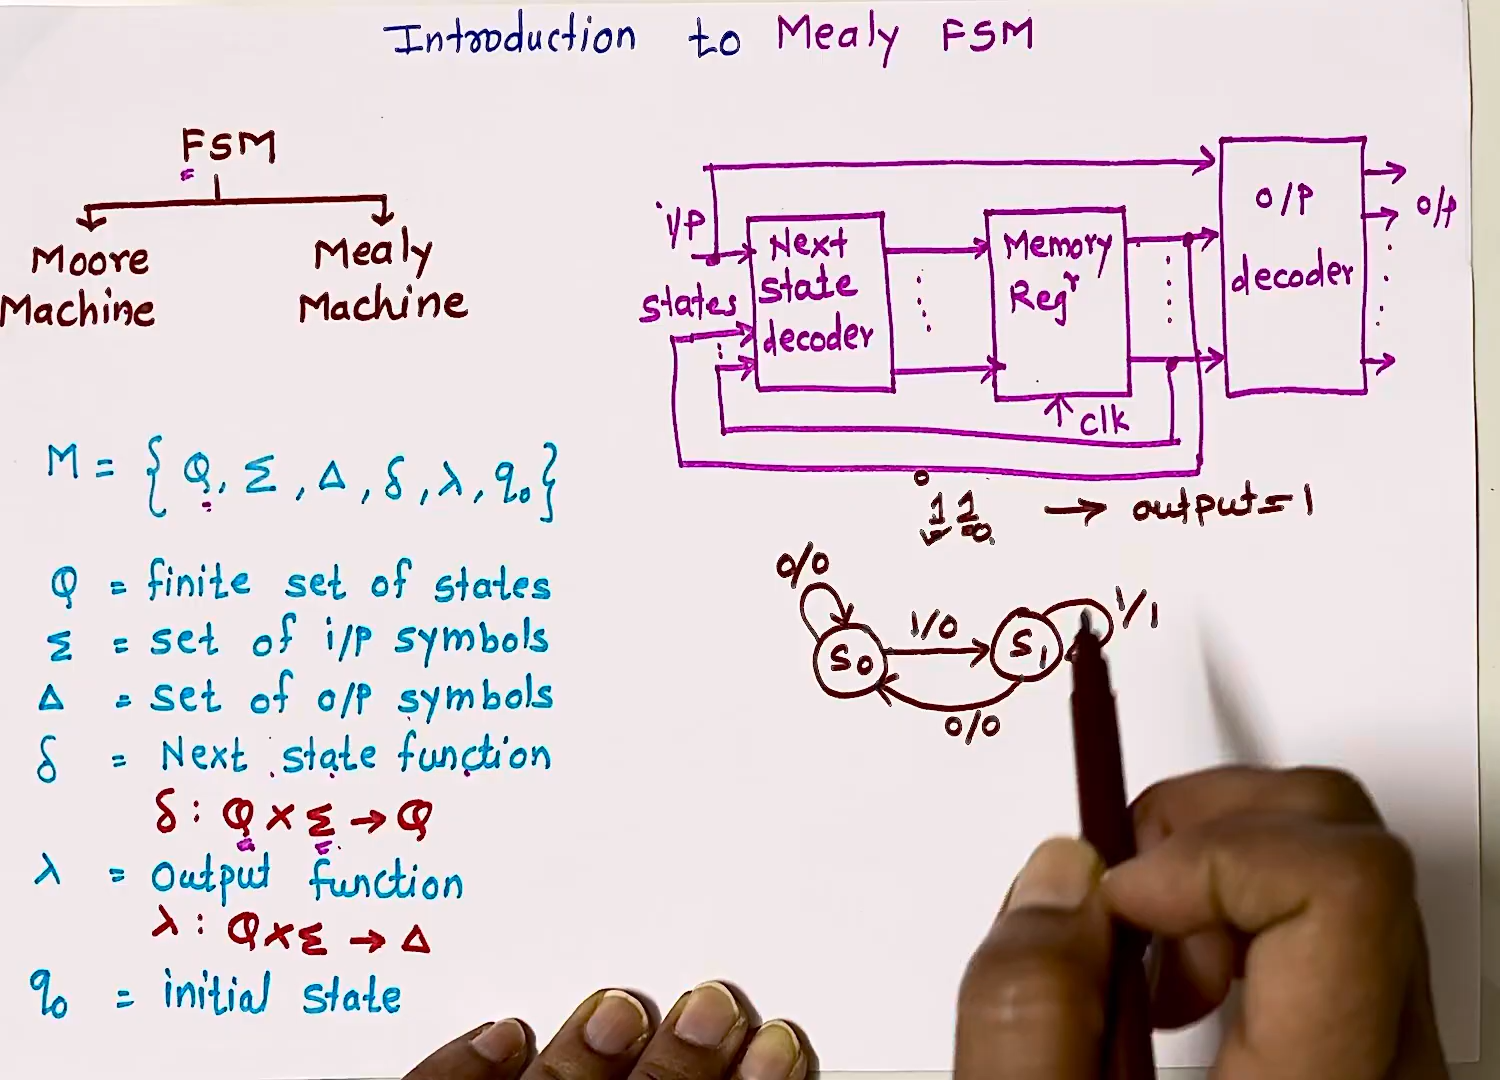 Introduction to Mealy FSM
FSM
Moore
Machine
Mealy
Machine
i/P
states
Next
state
decoder
Memory
Regʳ
clk
O/P
decoder
O/P
M = { Q, Σ, Δ, δ, λ, q₀}
Q = finite set of states
Σ = set of i/P symbols
Δ = set of o/P symbols
δ = Next state function
δ : Q × Σ → Q
λ = Output function
λ : Q × Σ → Δ
q₀ = initial state
0
11 → output = 1
0/0
1/0
1/1
S₀
S₁
0/0